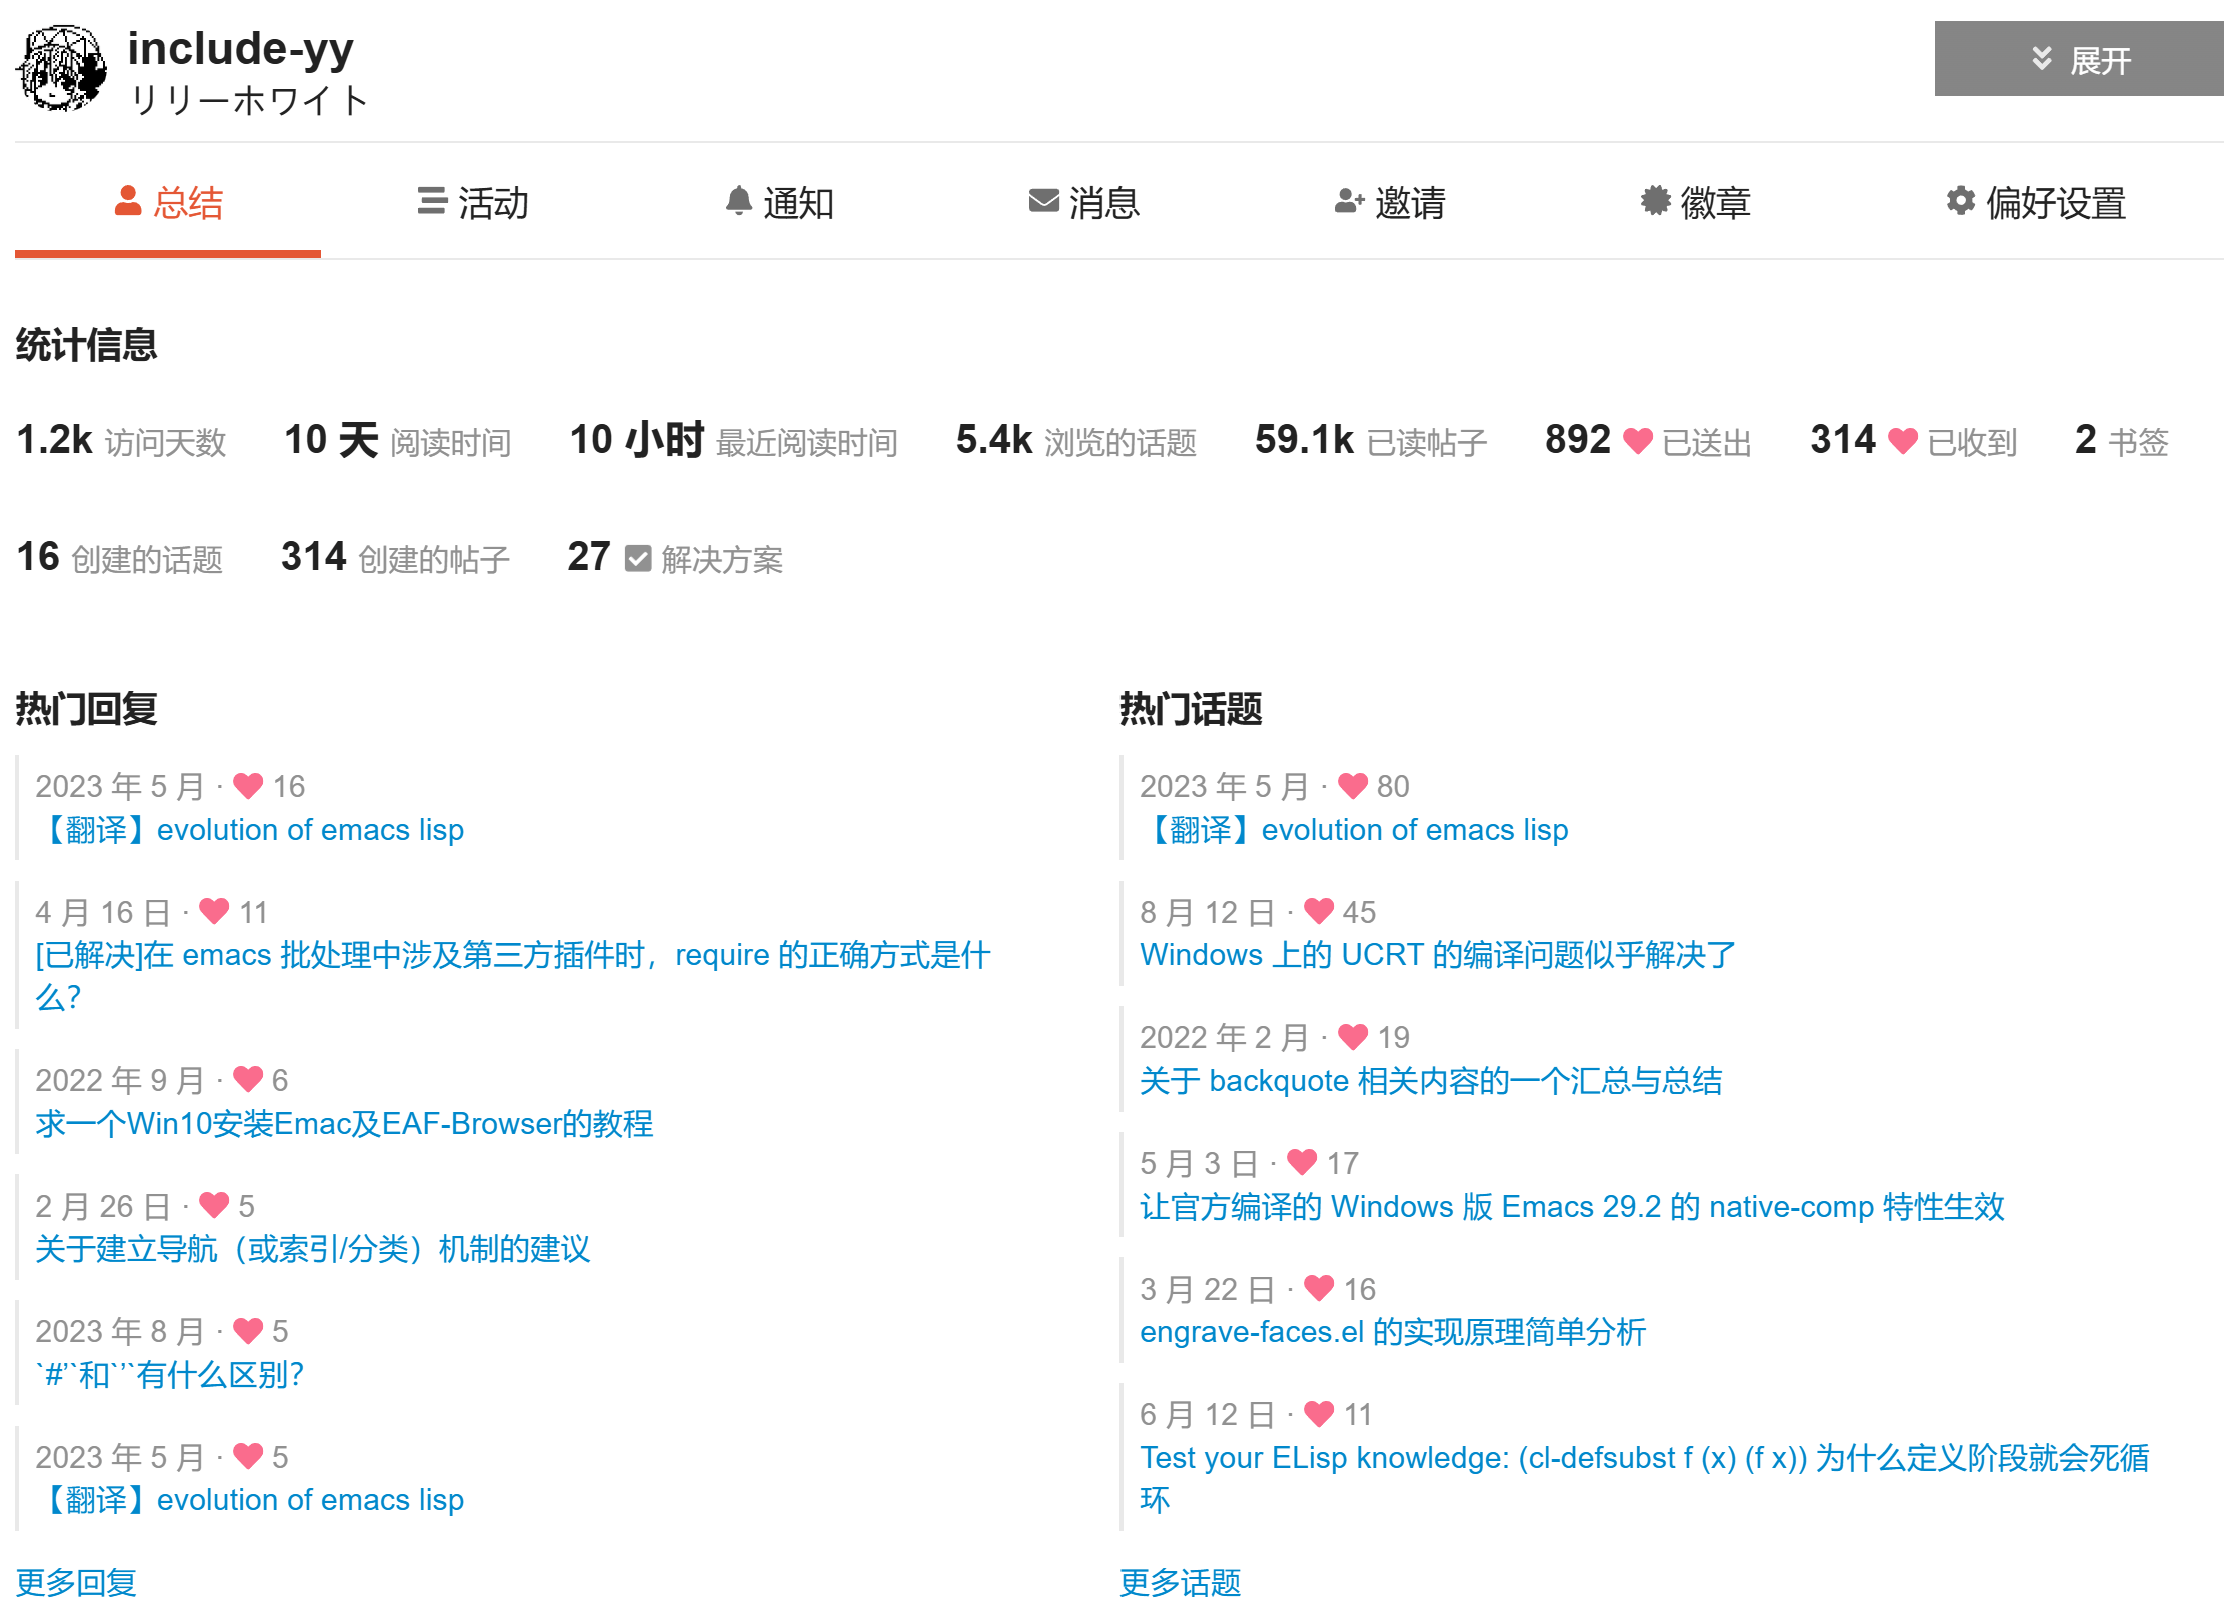 include-yy
リリーホワイト
展开
总结 活动 通知 消息 邀请 徽章 偏好设置
统计信息
1.2k 访问天数 10 天 阅读时间 10 小时 最近阅读时间 5.4k 浏览的话题 59.1k 已读帖子 892 已送出 314 已收到 2 书签
16 创建的话题 314 创建的帖子 27 解决方案
热门回复
2023 年 5 月 · 16
【翻译】evolution of emacs lisp
4 月 16 日 · 11
[已解决]在 emacs 批处理中涉及第三方插件时，require 的正确方式是什
么？
2022 年 9 月 · 6
求一个Win10安装Emac及EAF-Browser的教程
2 月 26 日 · 5
关于建立导航（或索引/分类）机制的建议
2023 年 8 月 · 5
`#’`和`’`有什么区别？
2023 年 5 月 · 5
【翻译】evolution of emacs lisp
更多回复
热门话题
2023 年 5 月 · 80
【翻译】evolution of emacs lisp
8 月 12 日 · 45
Windows 上的 UCRT 的编译问题似乎解决了
2022 年 2 月 · 19
关于 backquote 相关内容的一个汇总与总结
5 月 3 日 · 17
让官方编译的 Windows 版 Emacs 29.2 的 native-comp 特性生效
3 月 22 日 · 16
engrave-faces.el 的实现原理简单分析
6 月 12 日 · 11
Test your ELisp knowledge: (cl-defsubst f (x) (f x)) 为什么定义阶段就会死循
环
更多话题